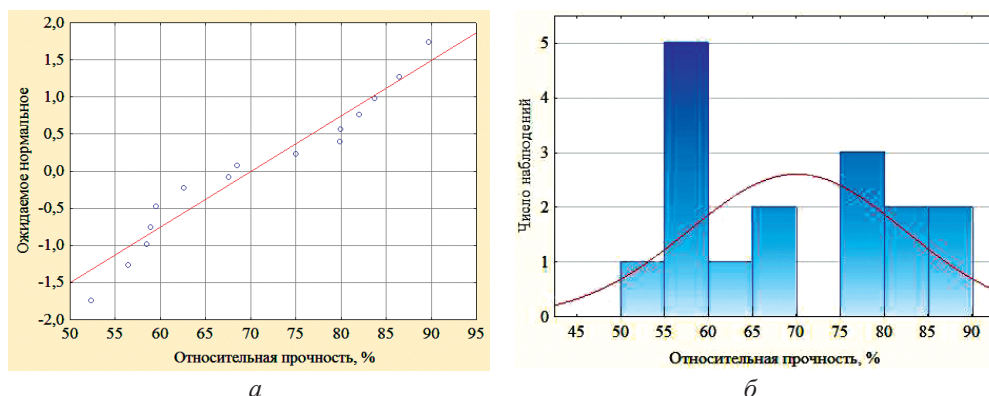 Ожидаемое нормальное
2,0
1,5
1,0
0,5
0,0
-0,5
-1,0
-1,5
-2,0
50 55 60 65 70 75 80 85 90 95
Относительная прочность, %
а
Число наблюдений
5
4
3
2
1
0
45 50 55 60 65 70 75 80 85 90
Относительная прочность, %
б